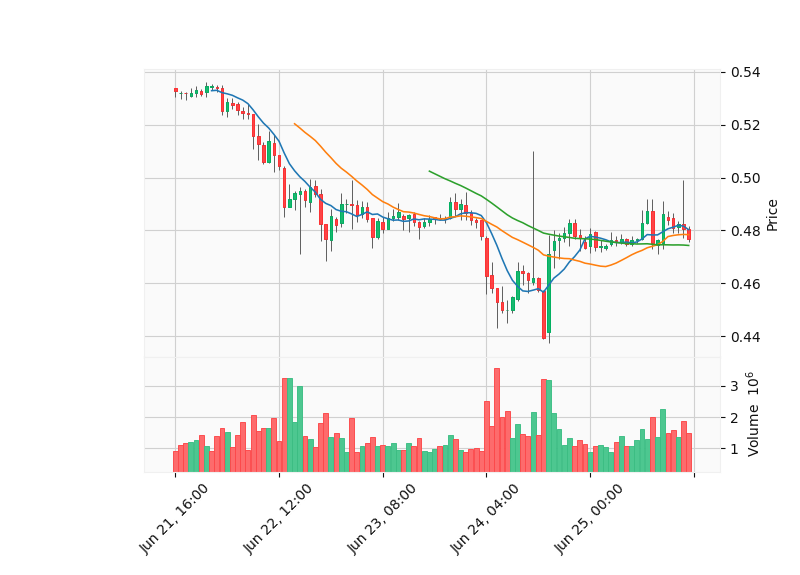 0.54
0.52
0.50
0.48
0.46
0.44
Price
3
2
1
Volume 10^6
Jun 21, 16:00
Jun 22, 12:00
Jun 23, 08:00
Jun 24, 04:00
Jun 25, 00:00